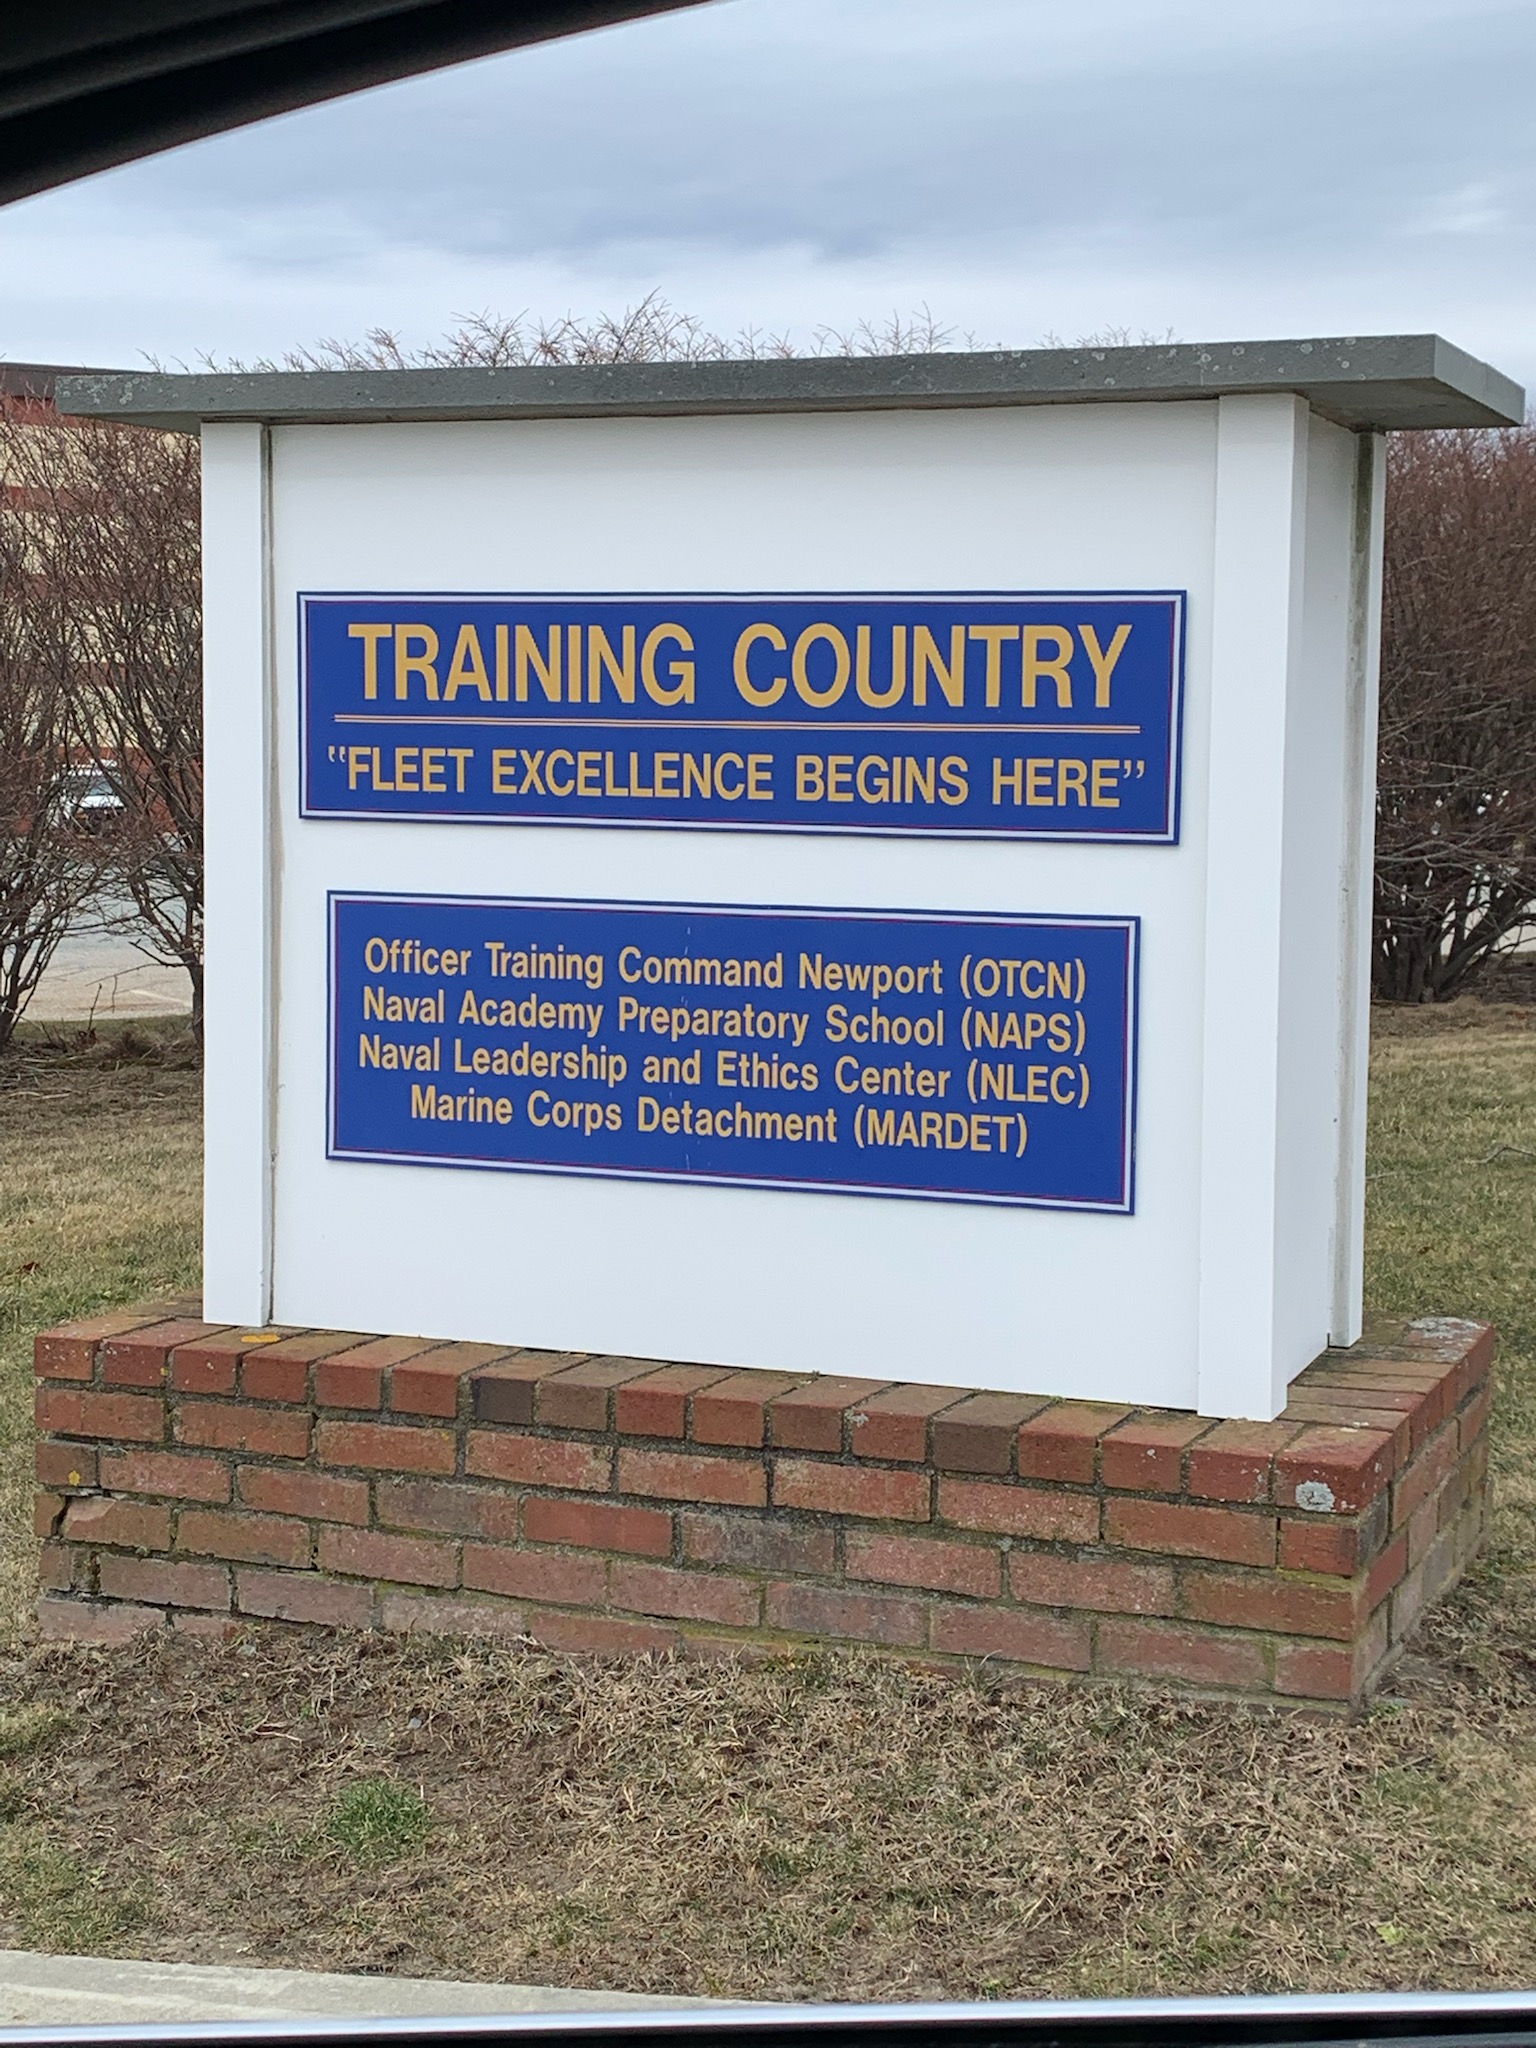 TRAINING COUNTRY
“FLEET EXCELLENCE BEGINS HERE”
Officer Training Command Newport (OTCN)
Naval Academy Preparatory School (NAPS)
Naval Leadership and Ethics Center (NLEC)
Marine Corps Detachment (MARDET)